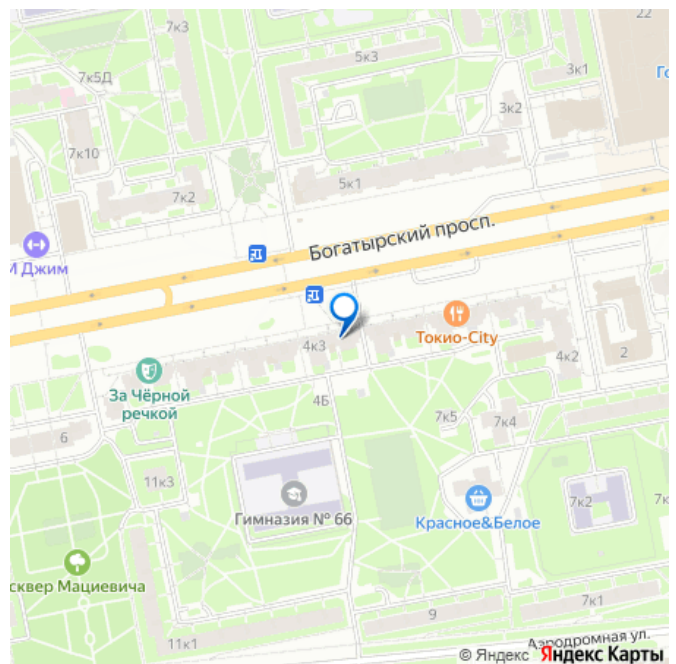 22
7к3
5к3
Го
7к5Д
3к1
3к2
7к10
5к1
7к2
Богатырский просп.
М Джим
Токио-City
4к3
4к2
2
За Чёрной
речкой
4Б
7к5
7к4
6
11к3
Гимназия № 66
7к2
7к
Красное&Белое
сквер Мациевича
7к1
9
11к1
Аэродромная ул.
© Яндекс Яндекс Карты